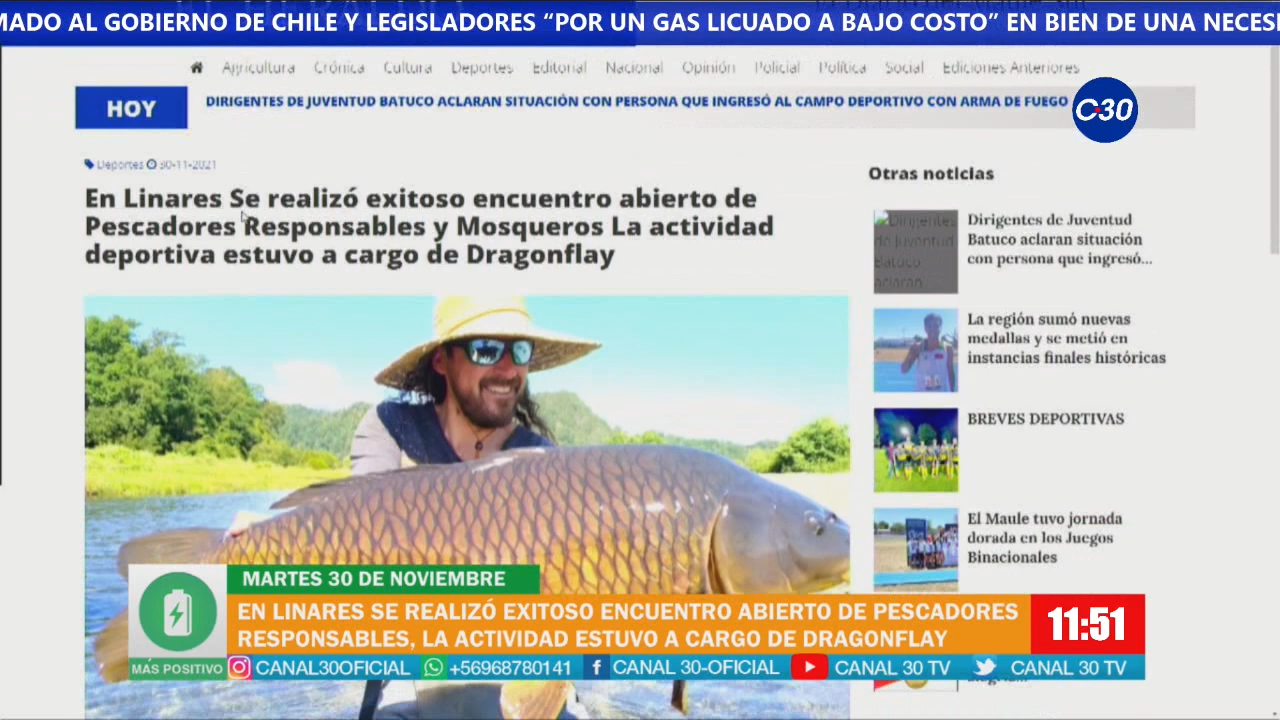 MADO AL GOBIERNO DE CHILE Y LEGISLADORES “POR UN GAS LICUADO A BAJO COSTO” EN BIEN DE UNA NECES
Agricultura Crónica Cultura Deportes Editorial Nacional Opinión Policial Política Social Ediciones Anteriores
HOY
DIRIGENTES DE JUVENTUD BATUCO ACLARAN SITUACIÓN CON PERSONA QUE INGRESÓ AL CAMPO DEPORTIVO CON ARMA DE FUEGO
C30
Deportes 30-11-2021
En Linares Se realizó exitoso encuentro abierto de
Pescadores Responsables y Mosqueros La actividad
deportiva estuvo a cargo de Dragonflay
Otras noticias
Dirigentes
de Juventud
Batuco
aclaran
Dirigentes de Juventud
Batuco aclaran situación
con persona que ingresó...
La región sumó nuevas
medallas y se metió en
instancias finales históricas
BREVES DEPORTIVAS
El Maule tuvo jornada
dorada en los Juegos
Binacionales
MARTES 30 DE NOVIEMBRE
EN LINARES SE REALIZÓ EXITOSO ENCUENTRO ABIERTO DE PESCADORES
RESPONSABLES, LA ACTIVIDAD ESTUVO A CARGO DE DRAGONFLAY
11:51
MÁS POSITIVO
CANAL30OFICIAL +56968780141 CANAL 30-OFICIAL CANAL 30 TV CANAL 30 TV